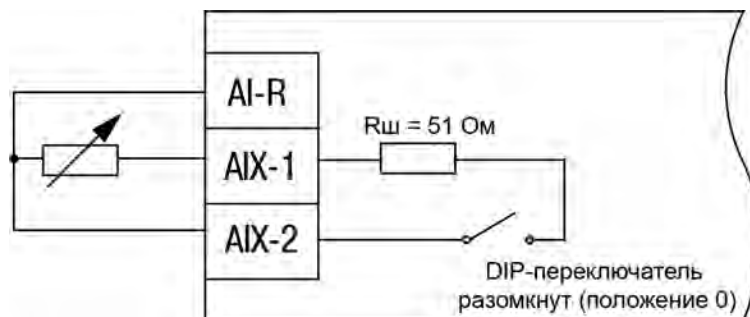 AI-R
Rш = 51 Ом
AIX-1
AIX-2
DIP-переключатель
разомкнут (положение 0)